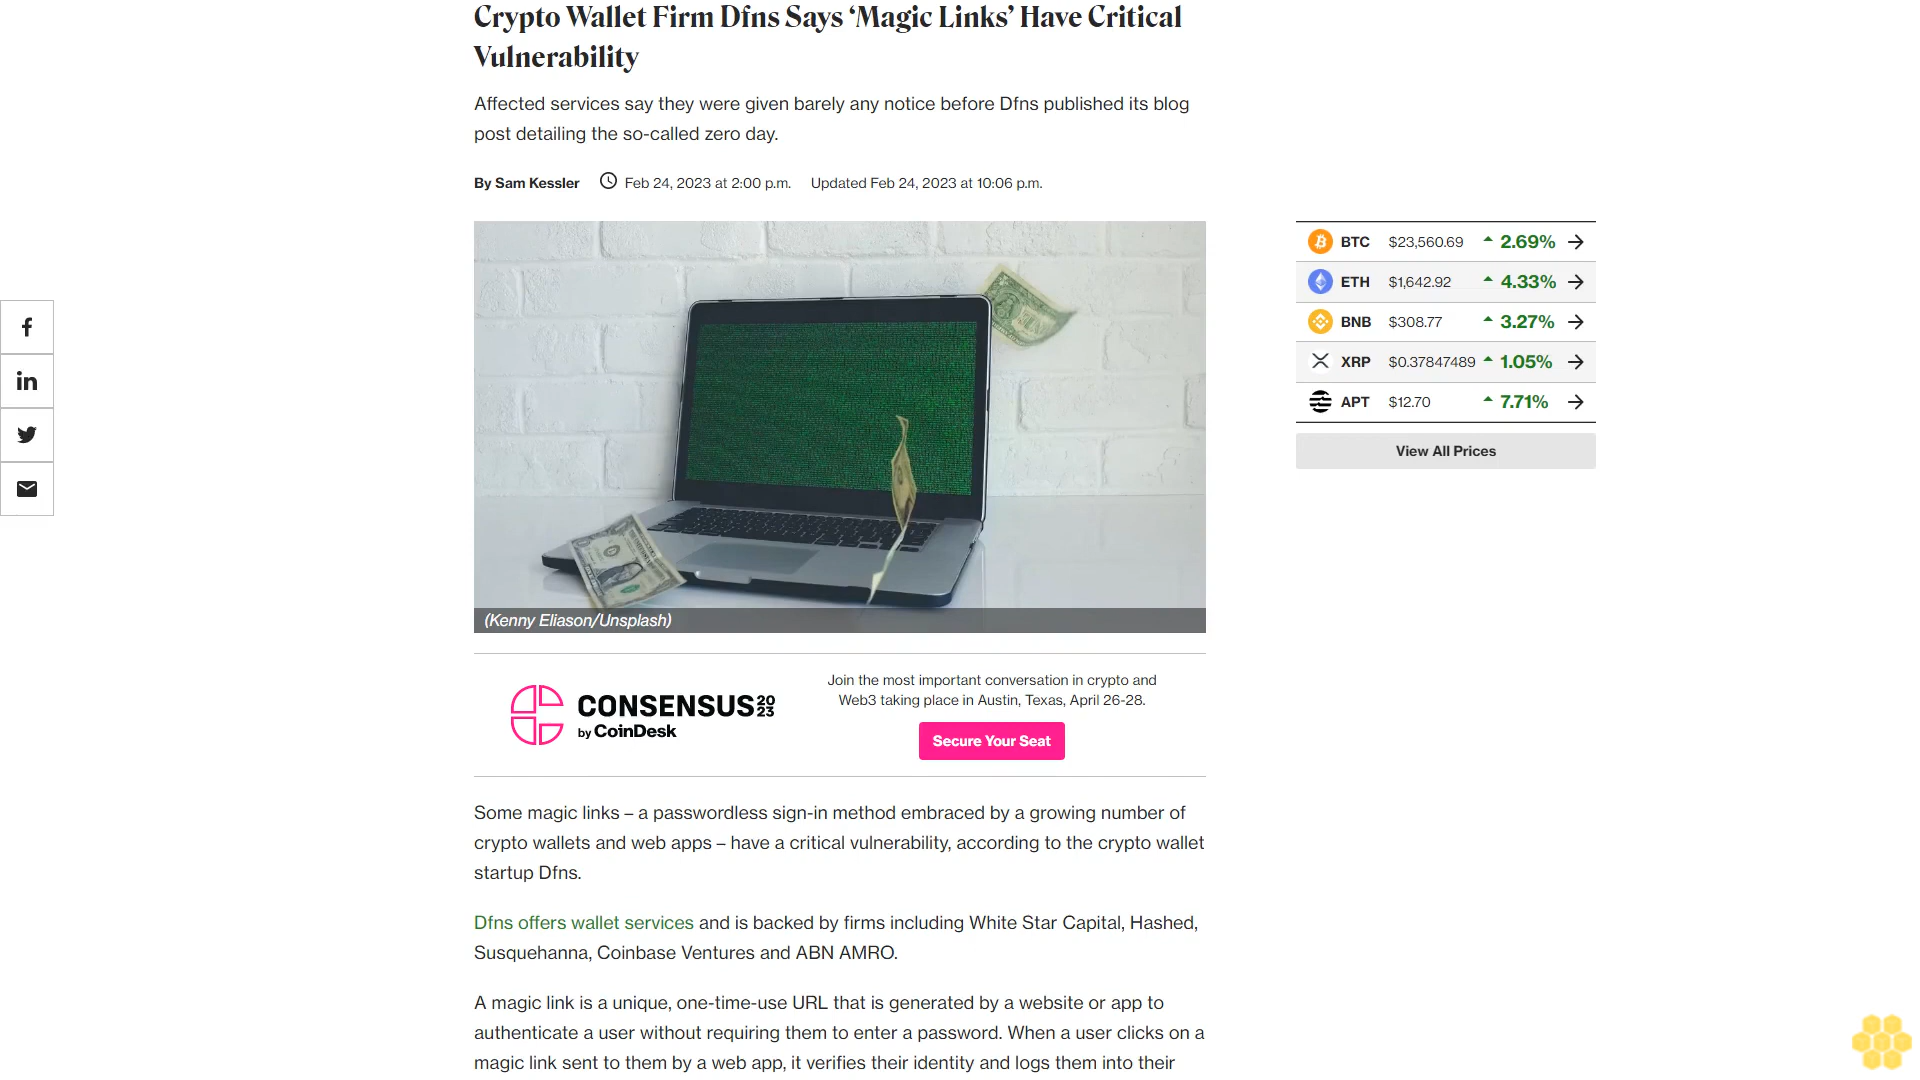 Crypto Wallet Firm Dfns Says ‘Magic Links’ Have Critical
Vulnerability
Affected services say they were given barely any notice before Dfns published its blog
post detailing the so-called zero day.
By Sam Kessler Feb 24, 2023 at 2:00 p.m. Updated Feb 24, 2023 at 10:06 p.m.
(Kenny Eliason/Unsplash)
CONSENSUS 20
23
by CoinDesk
Join the most important conversation in crypto and
Web3 taking place in Austin, Texas, April 26-28.
Secure Your Seat
Some magic links – a passwordless sign-in method embraced by a growing number of
crypto wallets and web apps – have a critical vulnerability, according to the crypto wallet
startup Dfns.
Dfns offers wallet services and is backed by firms including White Star Capital, Hashed,
Susquehanna, Coinbase Ventures and ABN AMRO.
A magic link is a unique, one-time-use URL that is generated by a website or app to
authenticate a user without requiring them to enter a password. When a user clicks on a
magic link sent to them by a web app, it verifies their identity and logs them into their
BTC $23,560.69 2.69%
ETH $1,642.92 4.33%
BNB $308.77 3.27%
XRP $0.37847489 1.05%
APT $12.70 7.71%
View All Prices